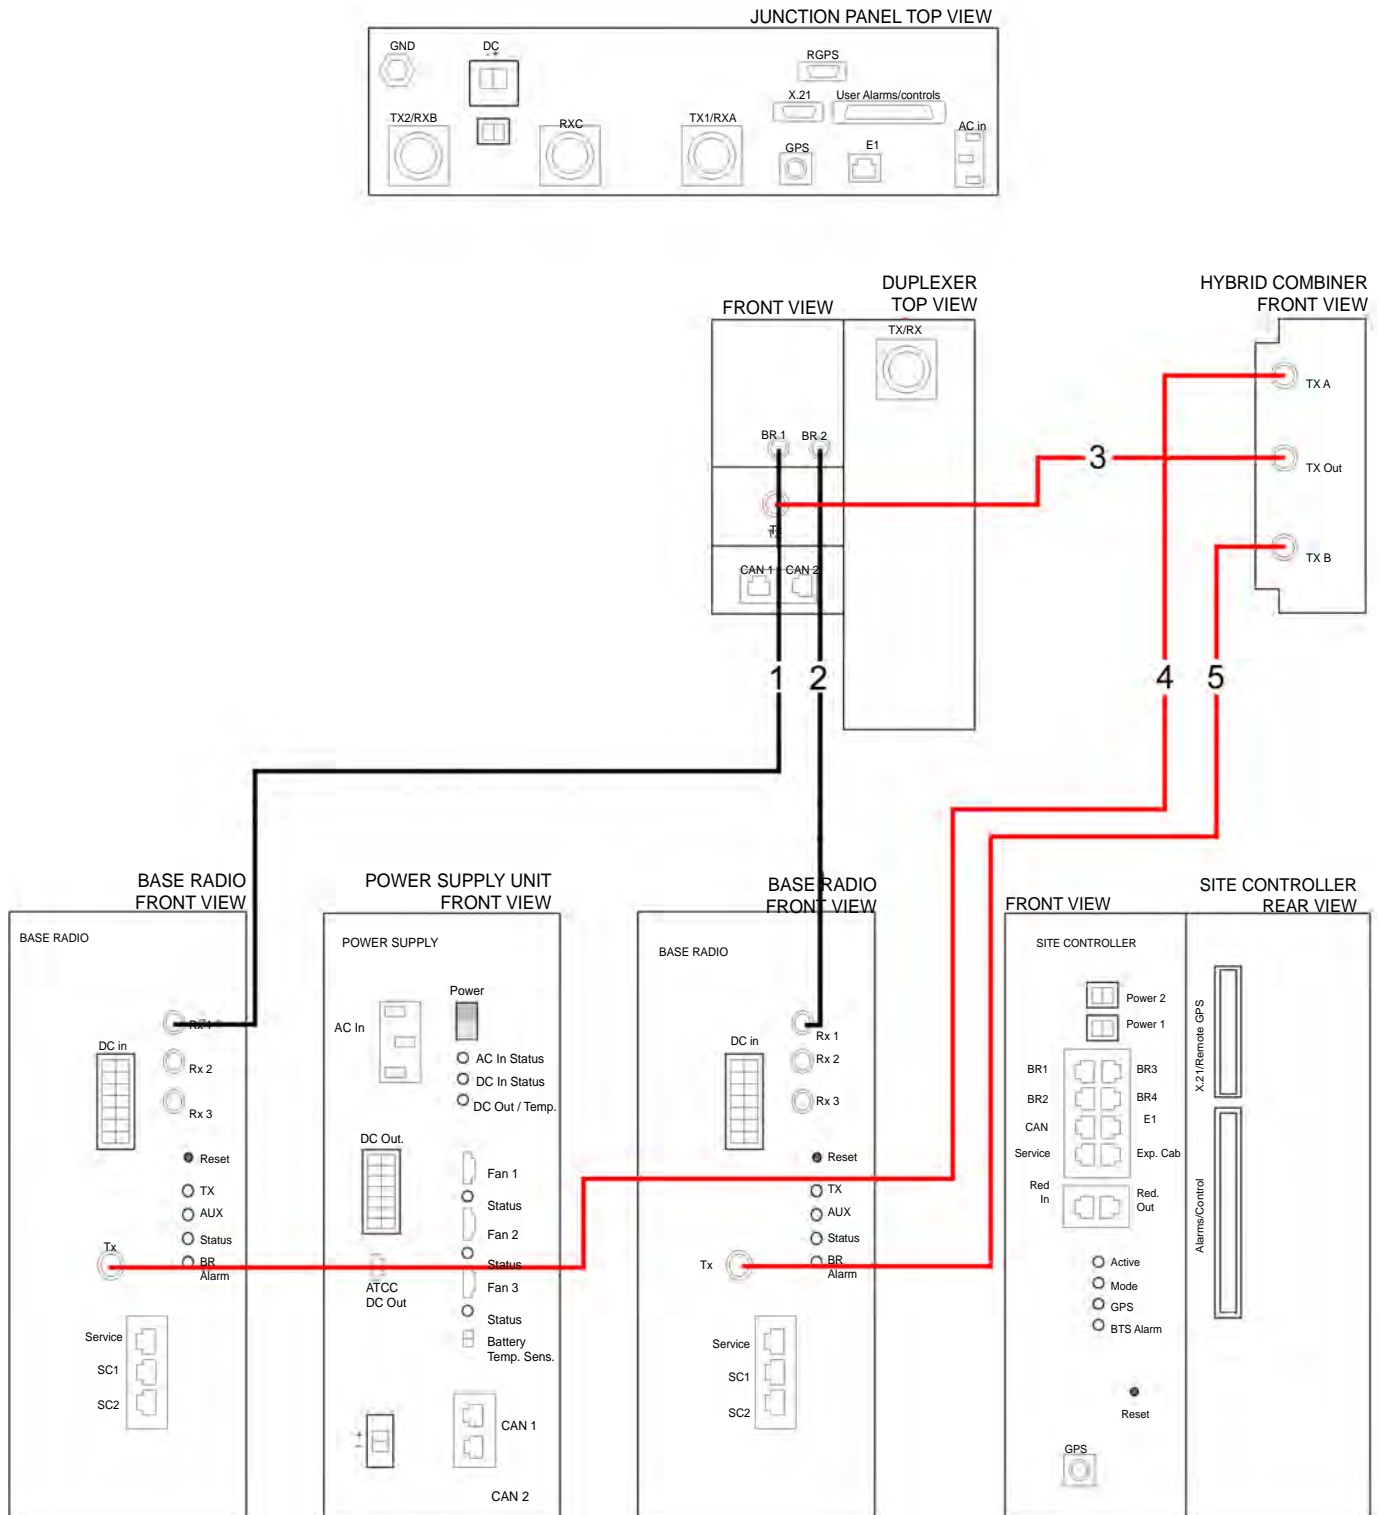 JUNCTION PANEL TOP VIEW
GND
DC
- +
RGPS
X.21
User Alarms/controls
TX2/RXB
RXC
TX1/RXA
AC in
GPS
E1
DUPLEXER
TOP VIEW
FRONT VIEW
HYBRID COMBINER
FRONT VIEW
TX/RX
TX A
BR 1
BR 2
3
TX Out
Tx
TX B
CAN 1
CAN 2
1
2
4
5
BASE RADIO
FRONT VIEW
BASE RADIO
Rx 1
DC in
Rx 2
Rx 3
Reset
TX
AUX
Status
Tx
BR
Alarm
Service
SC1
SC2
POWER SUPPLY UNIT
FRONT VIEW
POWER SUPPLY
Power
AC In
AC In Status
DC In Status
DC Out / Temp.
DC Out.
Fan 1
Status
Fan 2
Status
ATCC
DC Out
Fan 3
Status
Battery
Temp. Sens.
+
-
CAN 1
CAN 2
BASE RADIO
FRONT VIEW
BASE RADIO
Rx 1
DC in
Rx 2
Rx 3
Reset
TX
AUX
Status
Tx
BR
Alarm
Service
SC1
SC2
FRONT VIEW
SITE CONTROLLER
REAR VIEW
SITE CONTROLLER
Power 2
Power 1
BR1
BR3
BR2
BR4
CAN
E1
Service
Exp. Cab
Red
In
Red.
Out
Active
Mode
GPS
BTS Alarm
Reset
GPS
X.21/Remote GPS
Alarms/Control